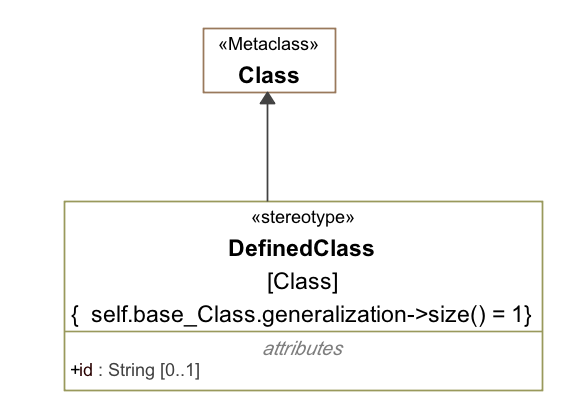 «Metaclass»
Class
«stereotype»
DefinedClass
[Class]
{  self.base_Class.generalization->size() = 1}
attributes
+id : String [0..1]